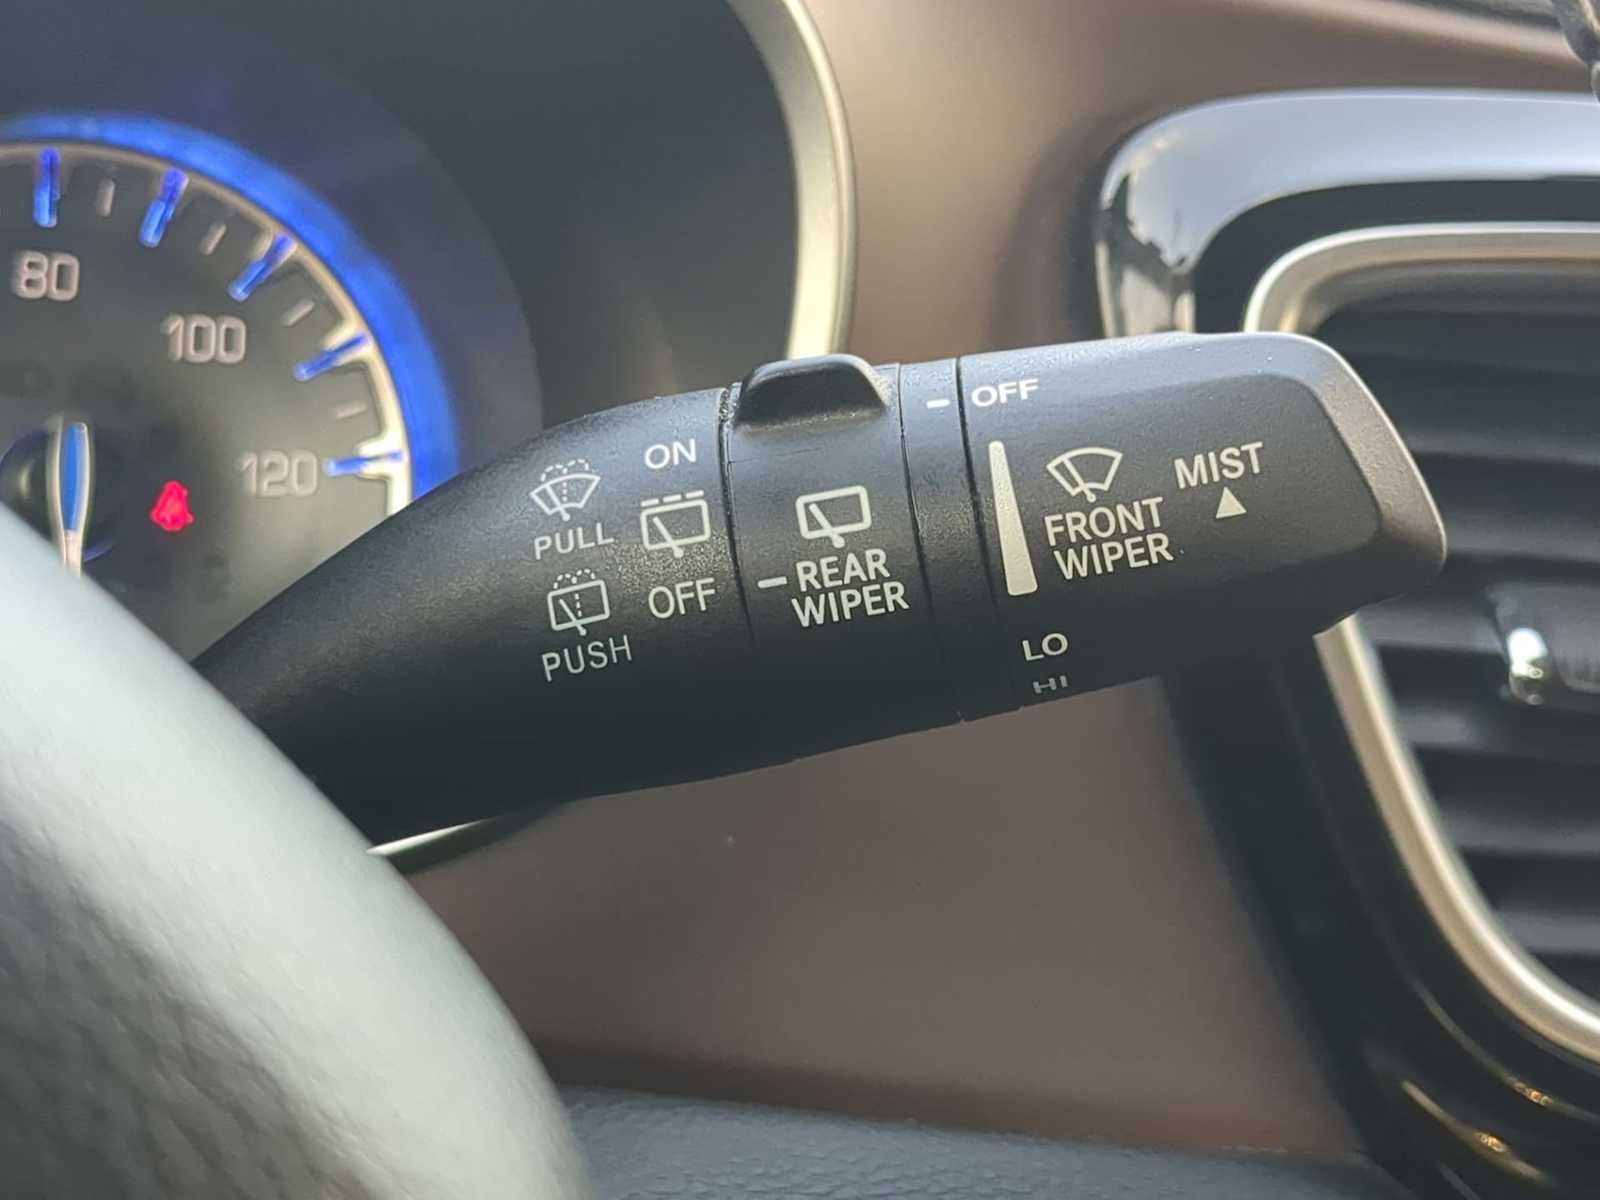 80
100
120
ON
PULL
OFF
PUSH
REAR
WIPER
OFF
FRONT
WIPER
MIST
LO
HI